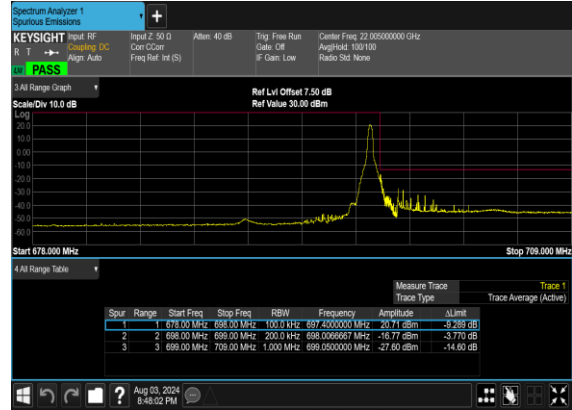 Spectrum Analyzer 1
Spurious Emissions
KEYSIGHT Input: RF Input Z: 50 Ω Atten: 40 dB Trig: Free Run Center Freq: 22.005000000 GHz
R T Coupling: DC Corr CCorr Gate: Off Avg|Hold: 100/100
Align: Auto Freq Ref: Int (S) IF Gain: Low Radio Std: None
PASS
3 All Range Graph
Ref Lvl Offset 7.50 dB
Scale/Div 10.0 dB Ref Value 30.00 dBm
Log
20.0
10.0
0.00
-10.0
-20.0
-30.0
-40.0
-50.0
-60.0
Start 678.000 MHz Stop 709.000 MHz
4 All Range Table
Measure Trace Trace 1
Trace Type Trace Average (Active)
Spur Range Start Freq Stop Freq RBW Frequency Amplitude ΔLimit
1 1 678.00 MHz 698.00 MHz 100.0 kHz 697.4000000 MHz 20.71 dBm -9.289 dB
2 2 698.00 MHz 699.00 MHz 200.0 kHz 698.0066667 MHz -16.77 dBm -3.770 dB
3 3 699.00 MHz 709.00 MHz 1.000 MHz 699.0500000 MHz -27.60 dBm -14.60 dB
Aug 03, 2024
8:48:02 PM